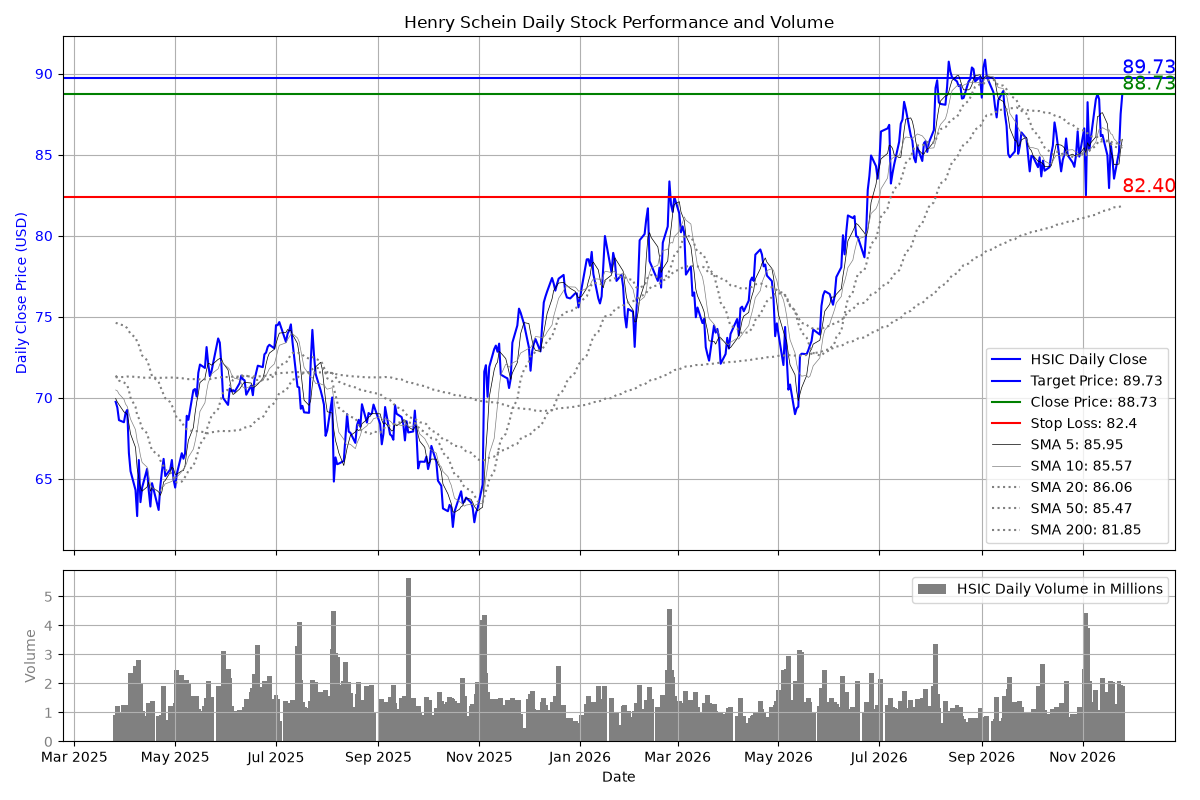 Henry Schein Daily Stock Performance and Volume
Daily Close Price (USD)
90
85
80
75
70
65
89.73
88.73
82.40
HSIC Daily Close
Target Price: 89.73
Close Price: 88.73
Stop Loss: 82.4
SMA 5: 85.95
SMA 10: 85.57
SMA 20: 86.06
SMA 50: 85.47
SMA 200: 81.85
Volume
5
4
3
2
1
0
HSIC Daily Volume in Millions
Mar 2025 May 2025 Jul 2025 Sep 2025 Nov 2025 Jan 2026 Mar 2026 May 2026 Jul 2026 Sep 2026 Nov 2026
Date